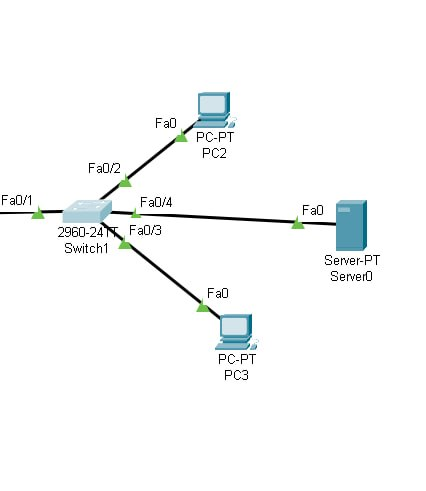 Fa0
PC-PT
PC2
Fa0/2
Fa0/1
Fa0/4
Fa0
2960-24TT
Switch1
Fa0/3
Server-PT
Server0
Fa0
PC-PT
PC3